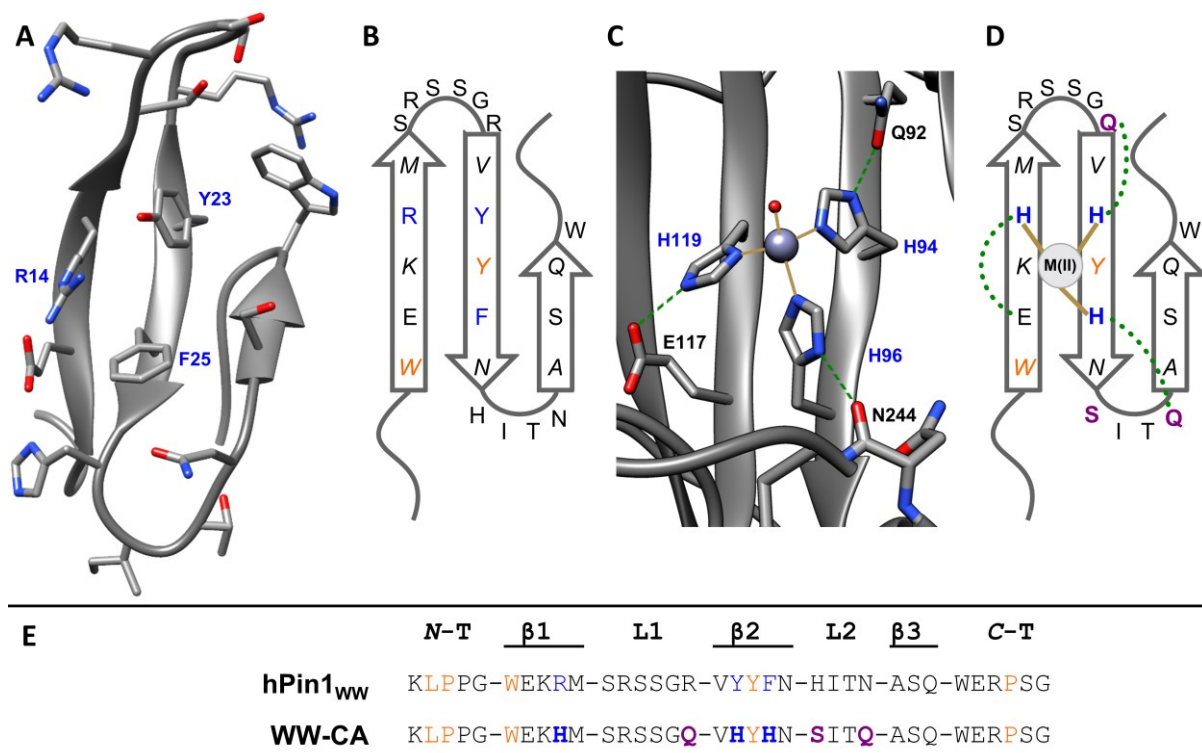 A
B
C
D
R14
Y23
F25
S R S S G R
M V
R Y W
K Y Q
E F S
W N A
H I T N
Q92
H119
H94
E117
H96
N244
S R S S G Q
M V
H H W
K M(II) Y Q
E H S
W N A
S I T Q
E
N-T β1 L1 β2 L2 β3 C-T
hPin1WW KLPPG-WEKRM-SRSSGR-VYYFN-HITN-ASQ-WERPSG
WW-CA KLPPG-WEKHM-SRSSGQ-VHYHN-SITQ-ASQ-WERPSG